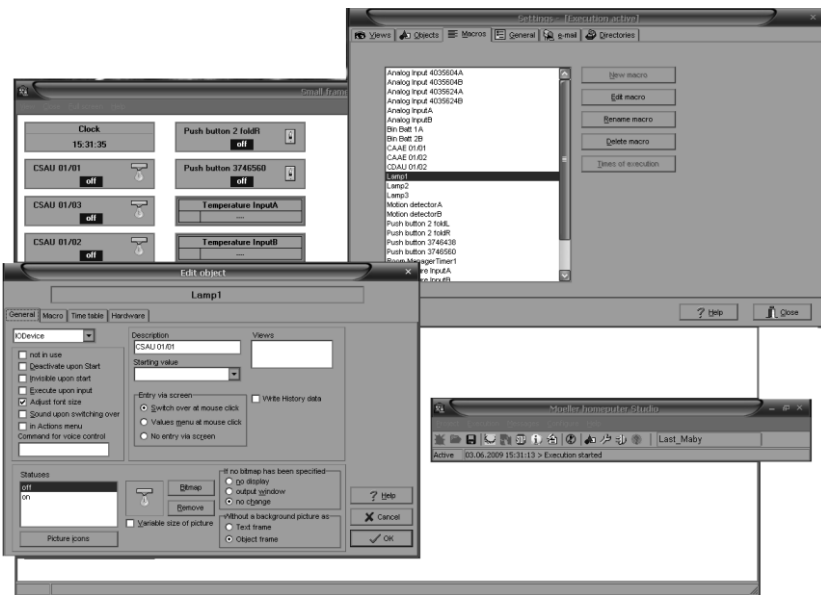 Settings - [Execution active]
Views
Objects
Macros
General
e-mail
Directories
Analog Input 4035604A
Analog Input 4035604B
Analog Input 4035624A
Analog Input 4035624B
Analog InputA
Analog InputB
Bin Batt 1A
Bin Batt 2B
CAAE 01/01
CAAE 01/02
CDAU 01/02
Lamp1
Lamp2
Lamp3
Motion detectorA
Motion detectorB
Push button 2 foldL
Push button 2 foldR
Push button 3746438
Push button 3746560
Room ManagerTimer1
re InputA
New macro
Edit macro
Rename macro
Delete macro
Times of execution
Help
Close
Small frame
Clock
15:31:35
Push button 2 foldR
off
CSAU 01/01
off
Push button 3746560
off
CSAU 01/03
off
Temperature InputA
----
CSAU 01/02
off
Temperature InputB
----
Edit object
Lamp1
General
Macro
Time table
Hardware
IODevice
not in use
Deactivate upon Start
Invisible upon start
Execute upon input
Adjust font size
Sound upon switching over
in Actions menu
Command for voice control
Description
CSAU 01/01
Starting value
Entry via screen
Switch over at mouse click
Values menu at mouse click
No entry via screen
Views
Write History data
Statuses
off
on
Picture icons
Bitmap
Remove
Variable size of picture
If no bitmap has been specified
no display
output window
no change
Without a background picture as
Text frame
Object frame
Help
Cancel
OK
Moeller homeputer Studio
Last_Maby
Active
03.06.2009 15:31:13 > Execution started